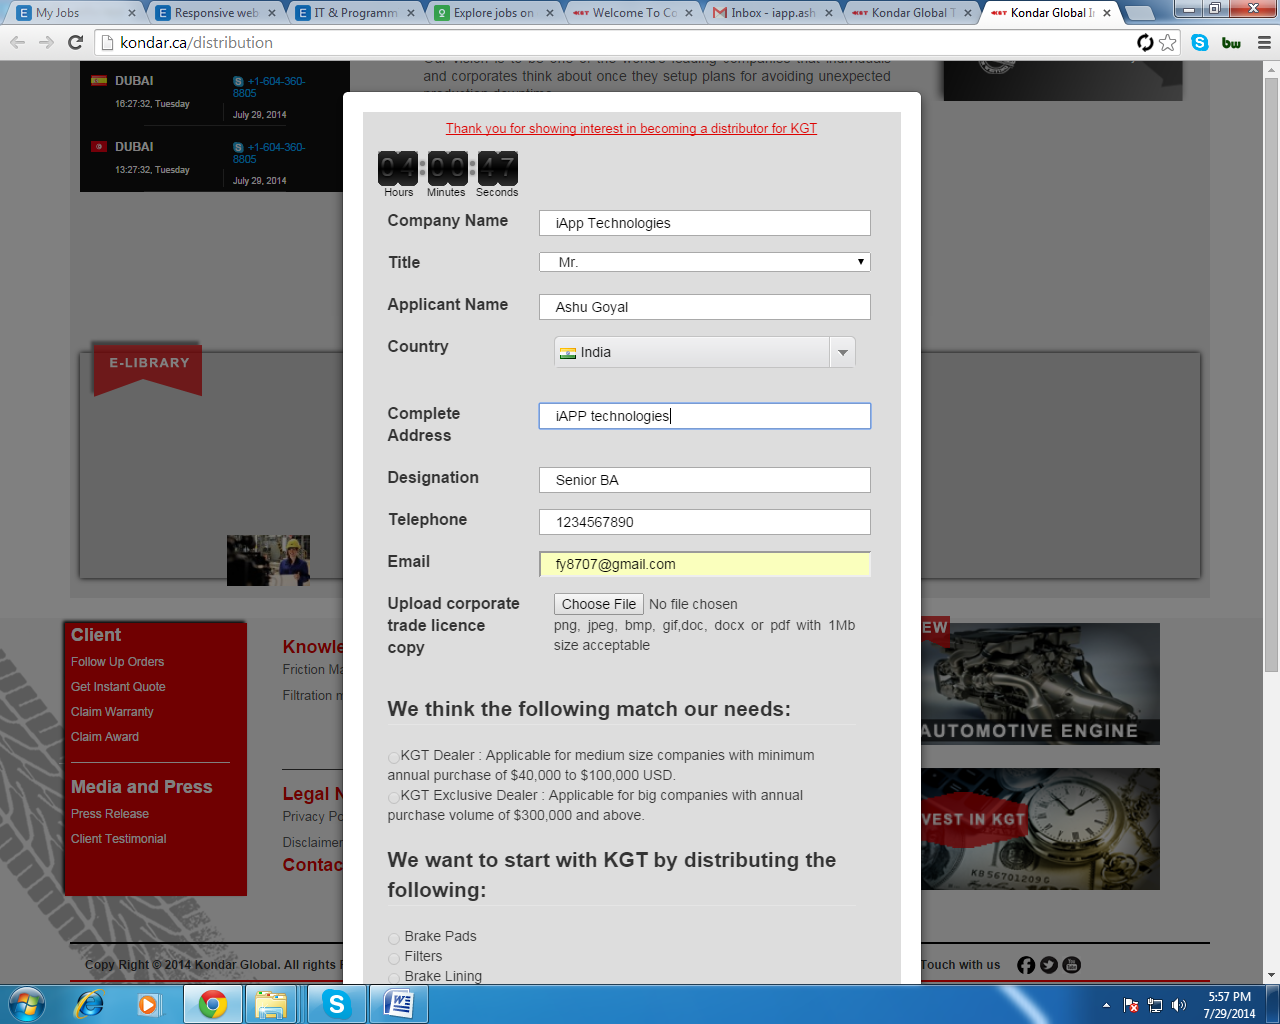 My Jobs
Responsive web
IT & Programm
Explore jobs on
Welcome To Co
Inbox - iapp.ash
Kondar Global T
Kondar Global In
kondar.ca/distribution
bw
and corporates think about once they setup plans for avoiding unexpected
DUBAI
+1-604-360-8805
16:27:32, Tuesday
July 29, 2014
DUBAI
+1-604-360-8805
13:27:32, Tuesday
July 29, 2014
Thank you for showing interest in becoming a distributor for KGT
04:00:47
Hours Minutes Seconds
Company Name
iApp Technologies
Title
Mr.
Applicant Name
Ashu Goyal
Country
India
E-LIBRARY
Complete Address
iAPP technologies
Designation
Senior BA
Telephone
1234567890
Email
fy8707@gmail.com
Upload corporate trade licence copy
Choose File No file chosen
png, jpeg, bmp, gif,doc, docx or pdf with 1Mb
size acceptable
We think the following match our needs:
KGT Dealer : Applicable for medium size companies with minimum
annual purchase of $40,000 to $100,000 USD.
KGT Exclusive Dealer : Applicable for big companies with annual
purchase volume of $300,000 and above.
We want to start with KGT by distributing the
following:
Brake Pads
Filters
Brake Lining
Client
Follow Up Orders
Get Instant Quote
Claim Warranty
Claim Award
Media and Press
Press Release
Client Testimonial
Knowle
Friction Ma
Filtration m
Legal N
Privacy Po
Disclaimer
Contac
EW
AUTOMOTIVE ENGINE
VEST IN KGT
KB56701209G
Copy Right © 2014 Kondar Global. All rights R
Touch with us
5:57 PM
7/29/2014